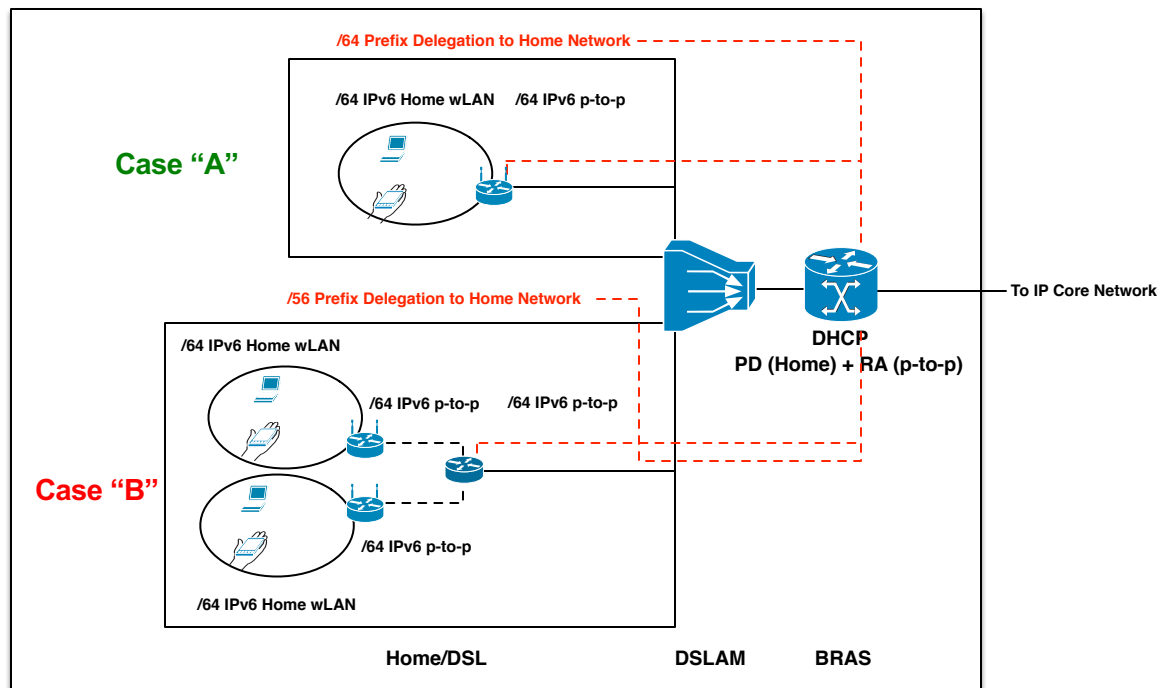 /64 Prefix Delegation to Home Network
/64 IPv6 Home wLAN
/64 IPv6 p-to-p
Case “A”
/56 Prefix Delegation to Home Network
To IP Core Network
DHCP
PD (Home) + RA (p-to-p)
/64 IPv6 Home wLAN
/64 IPv6 p-to-p
/64 IPv6 p-to-p
Case “B”
/64 IPv6 p-to-p
/64 IPv6 Home wLAN
Home/DSL
DSLAM
BRAS